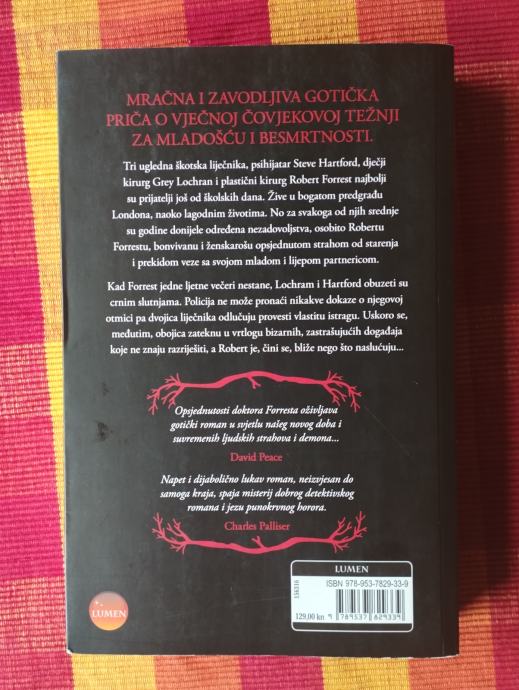 MRAČNA I ZAVODLJIVA GOTIČKA
PRIČA O VJEČNOJ ČOVJEKOVOJ TEŽNJI
ZA MLADOŠĆU I BESMRTNOSTI.
Tri ugledna škotska liječnika, psihijatar Steve Hartford, dječji
kirurg Grey Lochran i plastični kirurg Robert Forrest najbolji
su prijatelji još od školskih dana. Žive u bogatom predgrađu
Londona, naoko lagodnim životima. No za svakoga od njih srednje
su godine donijele određena nezadovoljstva, osobito Robertu
Forrestu, bonvivanu i ženskarošu opsjednutom strahom od starenja
i prekidom veze sa svojom mladom i lijepom partnericom.
Kad Forrest jedne ljetne večeri nestane, Lochram i Hartford obuzeti su
crnim slutnjama. Policija ne može pronaći nikakve dokaze o njegovoj
otmici pa dvojica liječnika odlučuju provesti vlastitu istragu. Uskoro se,
međutim, obojica zateknu u vrtlogu bizarnih, zastrašujućih događaja
koje ne znaju razriješiti, a Robert je, čini se, bliže nego što naslućuju...
Opsjednutosti doktora Forresta oživljava
gotički roman u svjetlu našeg novog doba i
suvremenih ljudskih strahova i demona...
David Peace
Napet i dijabolično lukav roman, neizvjesan do
samoga kraja, spaja misterij dobrog detektivskog
romana i jezu punokrvnog horora.
Charles Palliser
LUMEN
LUMEN
ISBN 978-953-7829-33-9
156316
129,00 kn
9 789537 829339